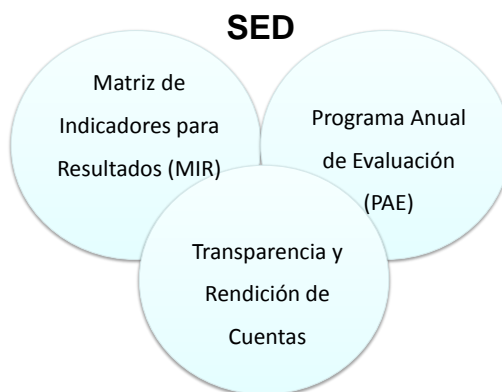 SED
Matriz de
Indicadores para
Resultados (MIR)
Programa Anual
de Evaluación
(PAE)
Transparencia y
Rendición de
Cuentas